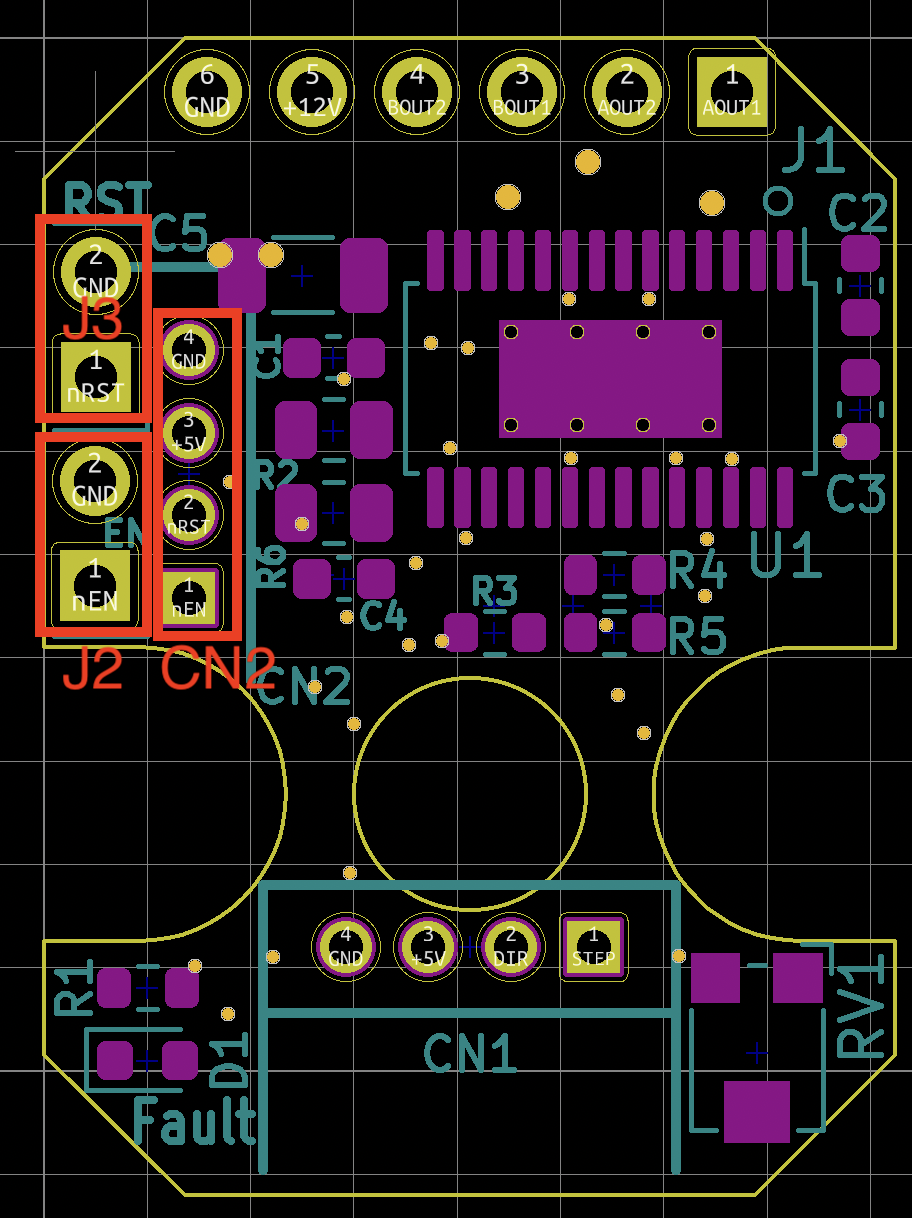 6
GND
5
+12V
4
BOUT2
3
BOUT1
2
AOUT2
1
AOUT1
J1
RST
C5
C2
2
GND
J3
1
nRST
4
GND
C1
3
+5V
2
GND
R2
C3
EN
2
nRST
U1
1
nEN
1
nEN
R6
C4
R3
R4
R5
J2
CN2
CN2
4
GND
3
+5V
2
DIR
1
STEP
R1
RV1
CN1
D1
Fault